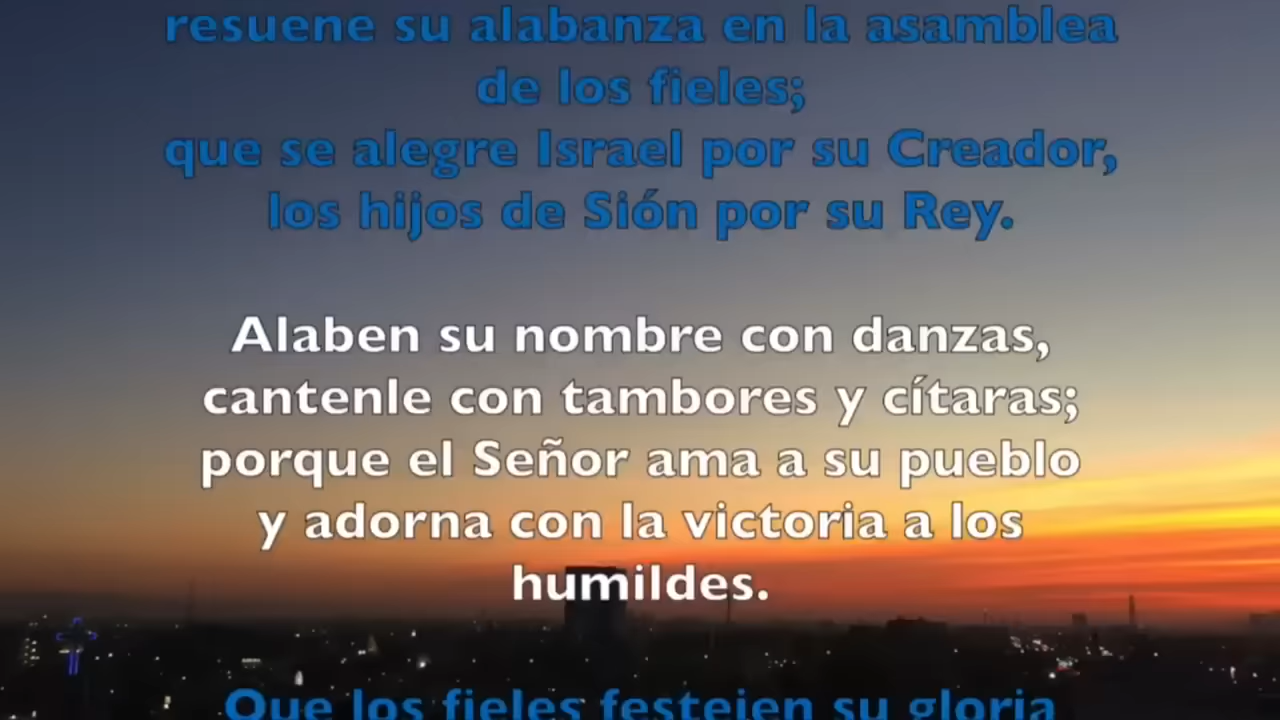 resuene su alabanza en la asamblea
de los fieles;
que se alegre Israel por su Creador,
los hijos de Sión por su Rey.
Alaben su nombre con danzas,
cantenle con tambores y cítaras;
porque el Señor ama a su pueblo
y adorna con la victoria a los
humildes.
Que los fieles festejen su gloria